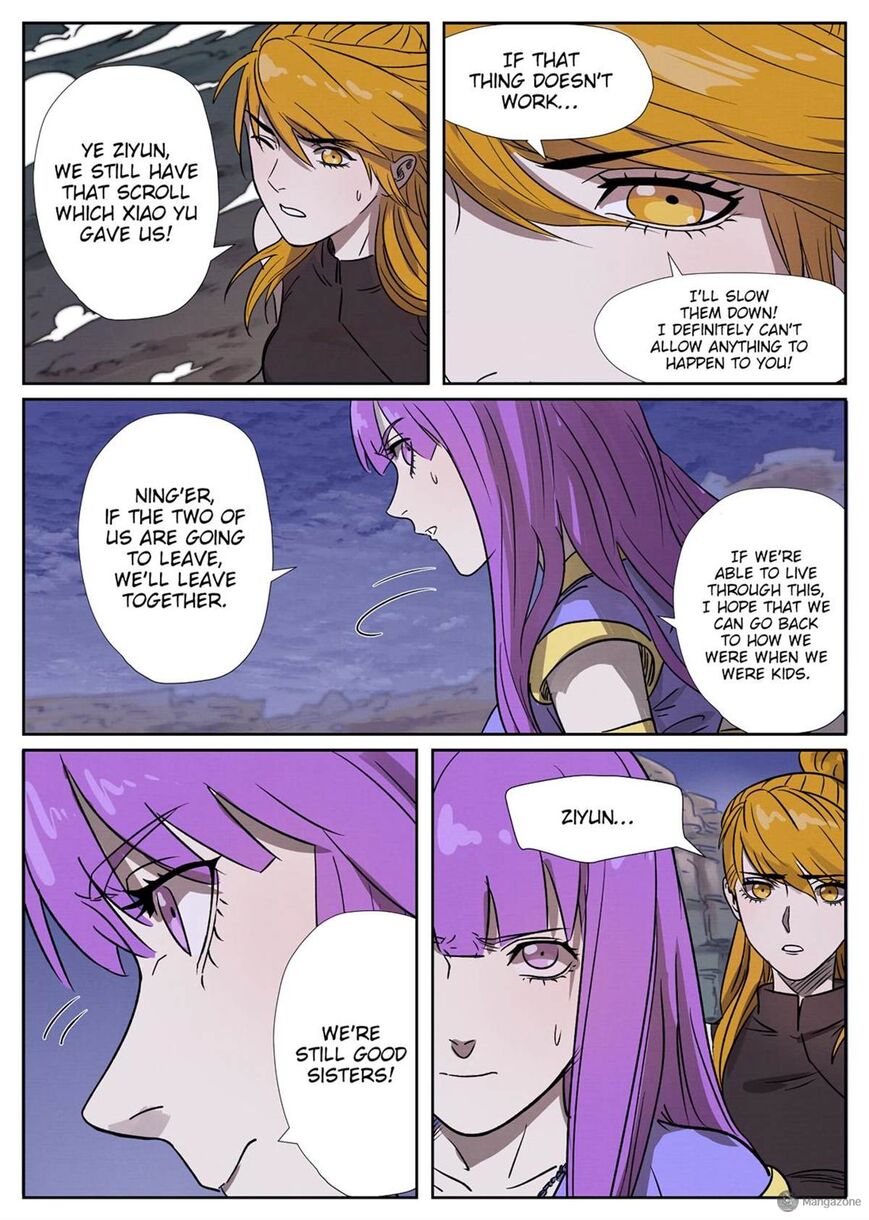 YE ZIYUN,
WE STILL HAVE
THAT SCROLL
WHICH XIAO YU
GAVE US!
IF THAT
THING DOESN'T
WORK...
I'LL SLOW
THEM DOWN!
I DEFINITELY CAN'T
ALLOW ANYTHING TO
HAPPEN TO YOU!
NING'ER,
IF THE TWO OF
US ARE GOING
TO LEAVE,
WE'LL LEAVE
TOGETHER.
IF WE'RE
ABLE TO LIVE
THROUGH THIS,
I HOPE THAT WE
CAN GO BACK
TO HOW WE
WERE WHEN WE
WERE KIDS.
WE'RE
STILL GOOD
SISTERS!
ZIYUN...
Mangazone